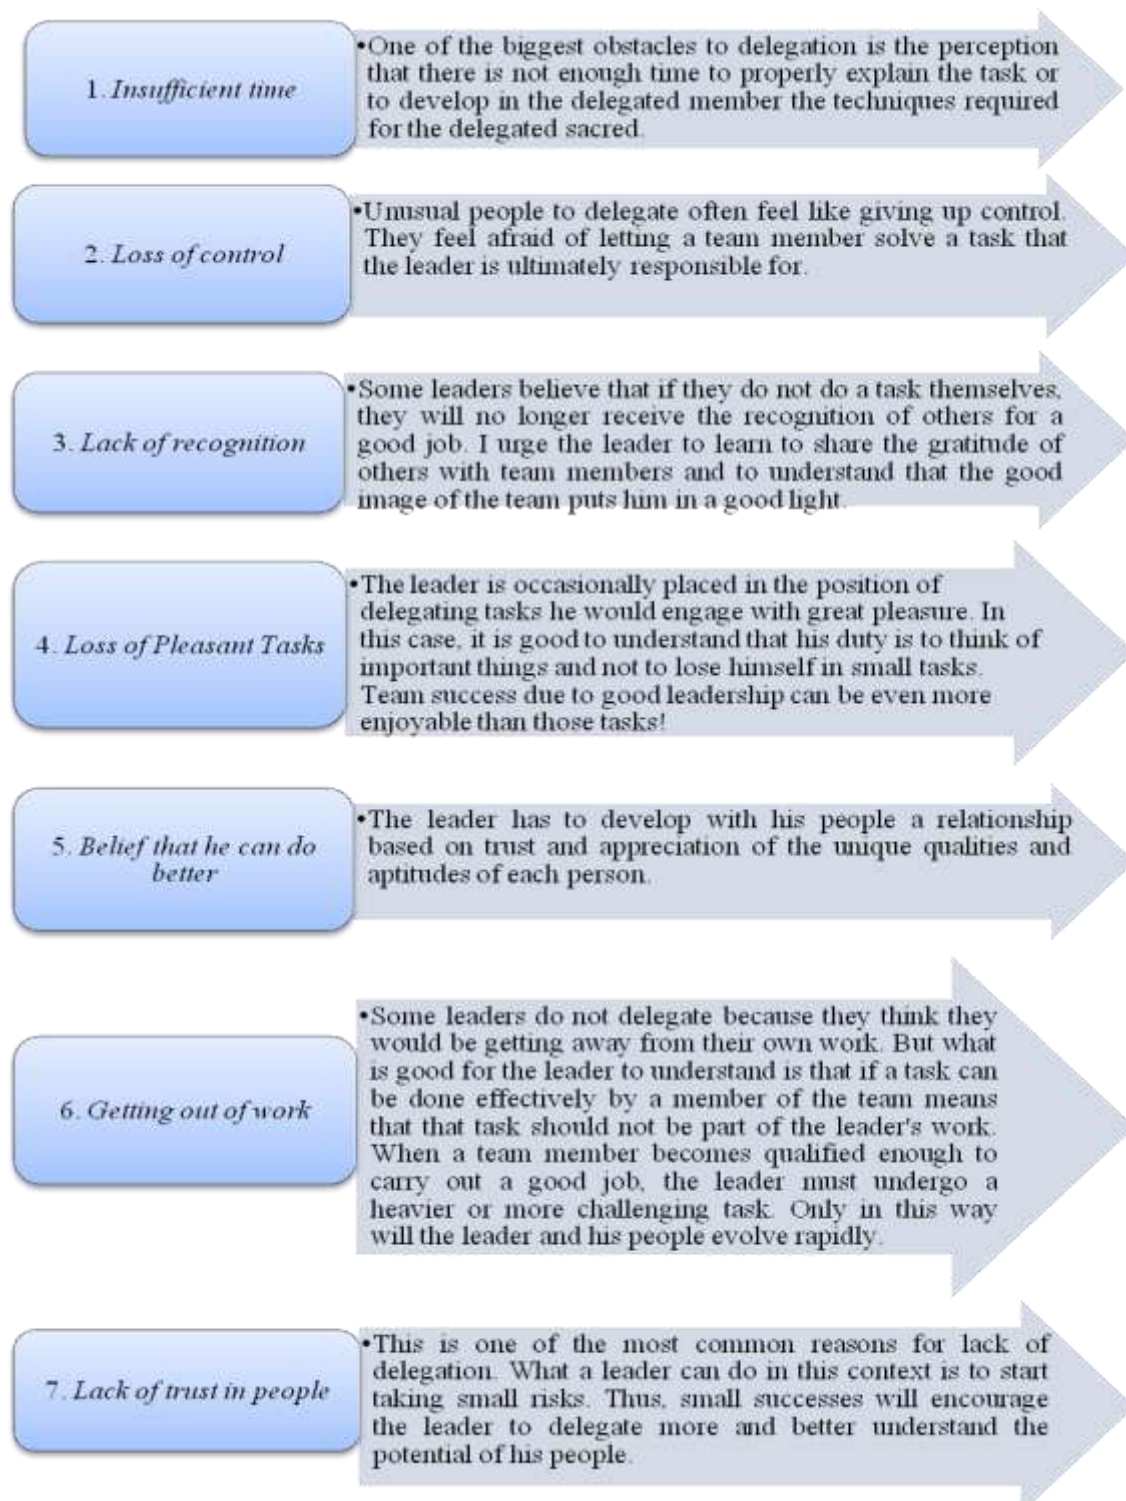 1. Insufficient time
•One of the biggest obstacles to delegation is the perception
that there is not enough time to properly explain the task or
to develop in the delegated member the techniques required
for the delegated sacred.
2. Loss of control
•Unusual people to delegate often feel like giving up control.
They feel afraid of letting a team member solve a task that
the leader is ultimately responsible for.
3. Lack of recognition
•Some leaders believe that if they do not do a task themselves,
they will no longer receive the recognition of others for a
good job. I urge the leader to learn to share the gratitude of
others with team members and to understand that the good
image of the team puts him in a good light.
4. Loss of Pleasant Tasks
•The leader is occasionally placed in the position of
delegating tasks he would engage with great pleasure. In
this case, it is good to understand that his duty is to think of
important things and not to lose himself in small tasks.
Team success due to good leadership can be even more
enjoyable than those tasks!
5. Belief that he can do
better
•The leader has to develop with his people a relationship
based on trust and appreciation of the unique qualities and
aptitudes of each person.
6. Getting out of work
•Some leaders do not delegate because they think they
would be getting away from their own work. But what
is good for the leader to understand is that if a task can
be done effectively by a member of the team means
that that task should not be part of the leader's work.
When a team member becomes qualified enough to
carry out a good job, the leader must undergo a
heavier or more challenging task. Only in this way
will the leader and his people evolve rapidly.
7. Lack of trust in people
•This is one of the most common reasons for lack of
delegation. What a leader can do in this context is to start
taking small risks. Thus, small successes will encourage
the leader to delegate more and better understand the
potential of his people.